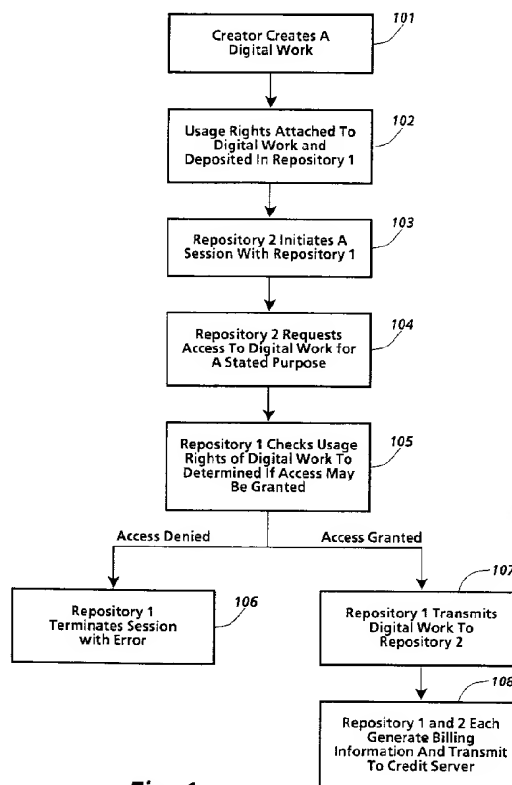 101
Creator Creates A
Digital Work
102
Usage Rights Attached To
Digital Work and
Deposited In Repository 1
103
Repository 2 Initiates A
Session With Repository 1
104
Repository 2 Requests
Access To Digital Work for
A Stated Purpose
105
Repository 1 Checks Usage
Rights of Digital Work To
Determined If Access May
Be Granted
Access Denied
Access Granted
106
Repository 1
Terminates Session
with Error
107
Repository 1 Transmits
Digital Work To
Repository 2
108
Repository 1 and 2 Each
Generate Billing
Information And Transmit
To Credit Server